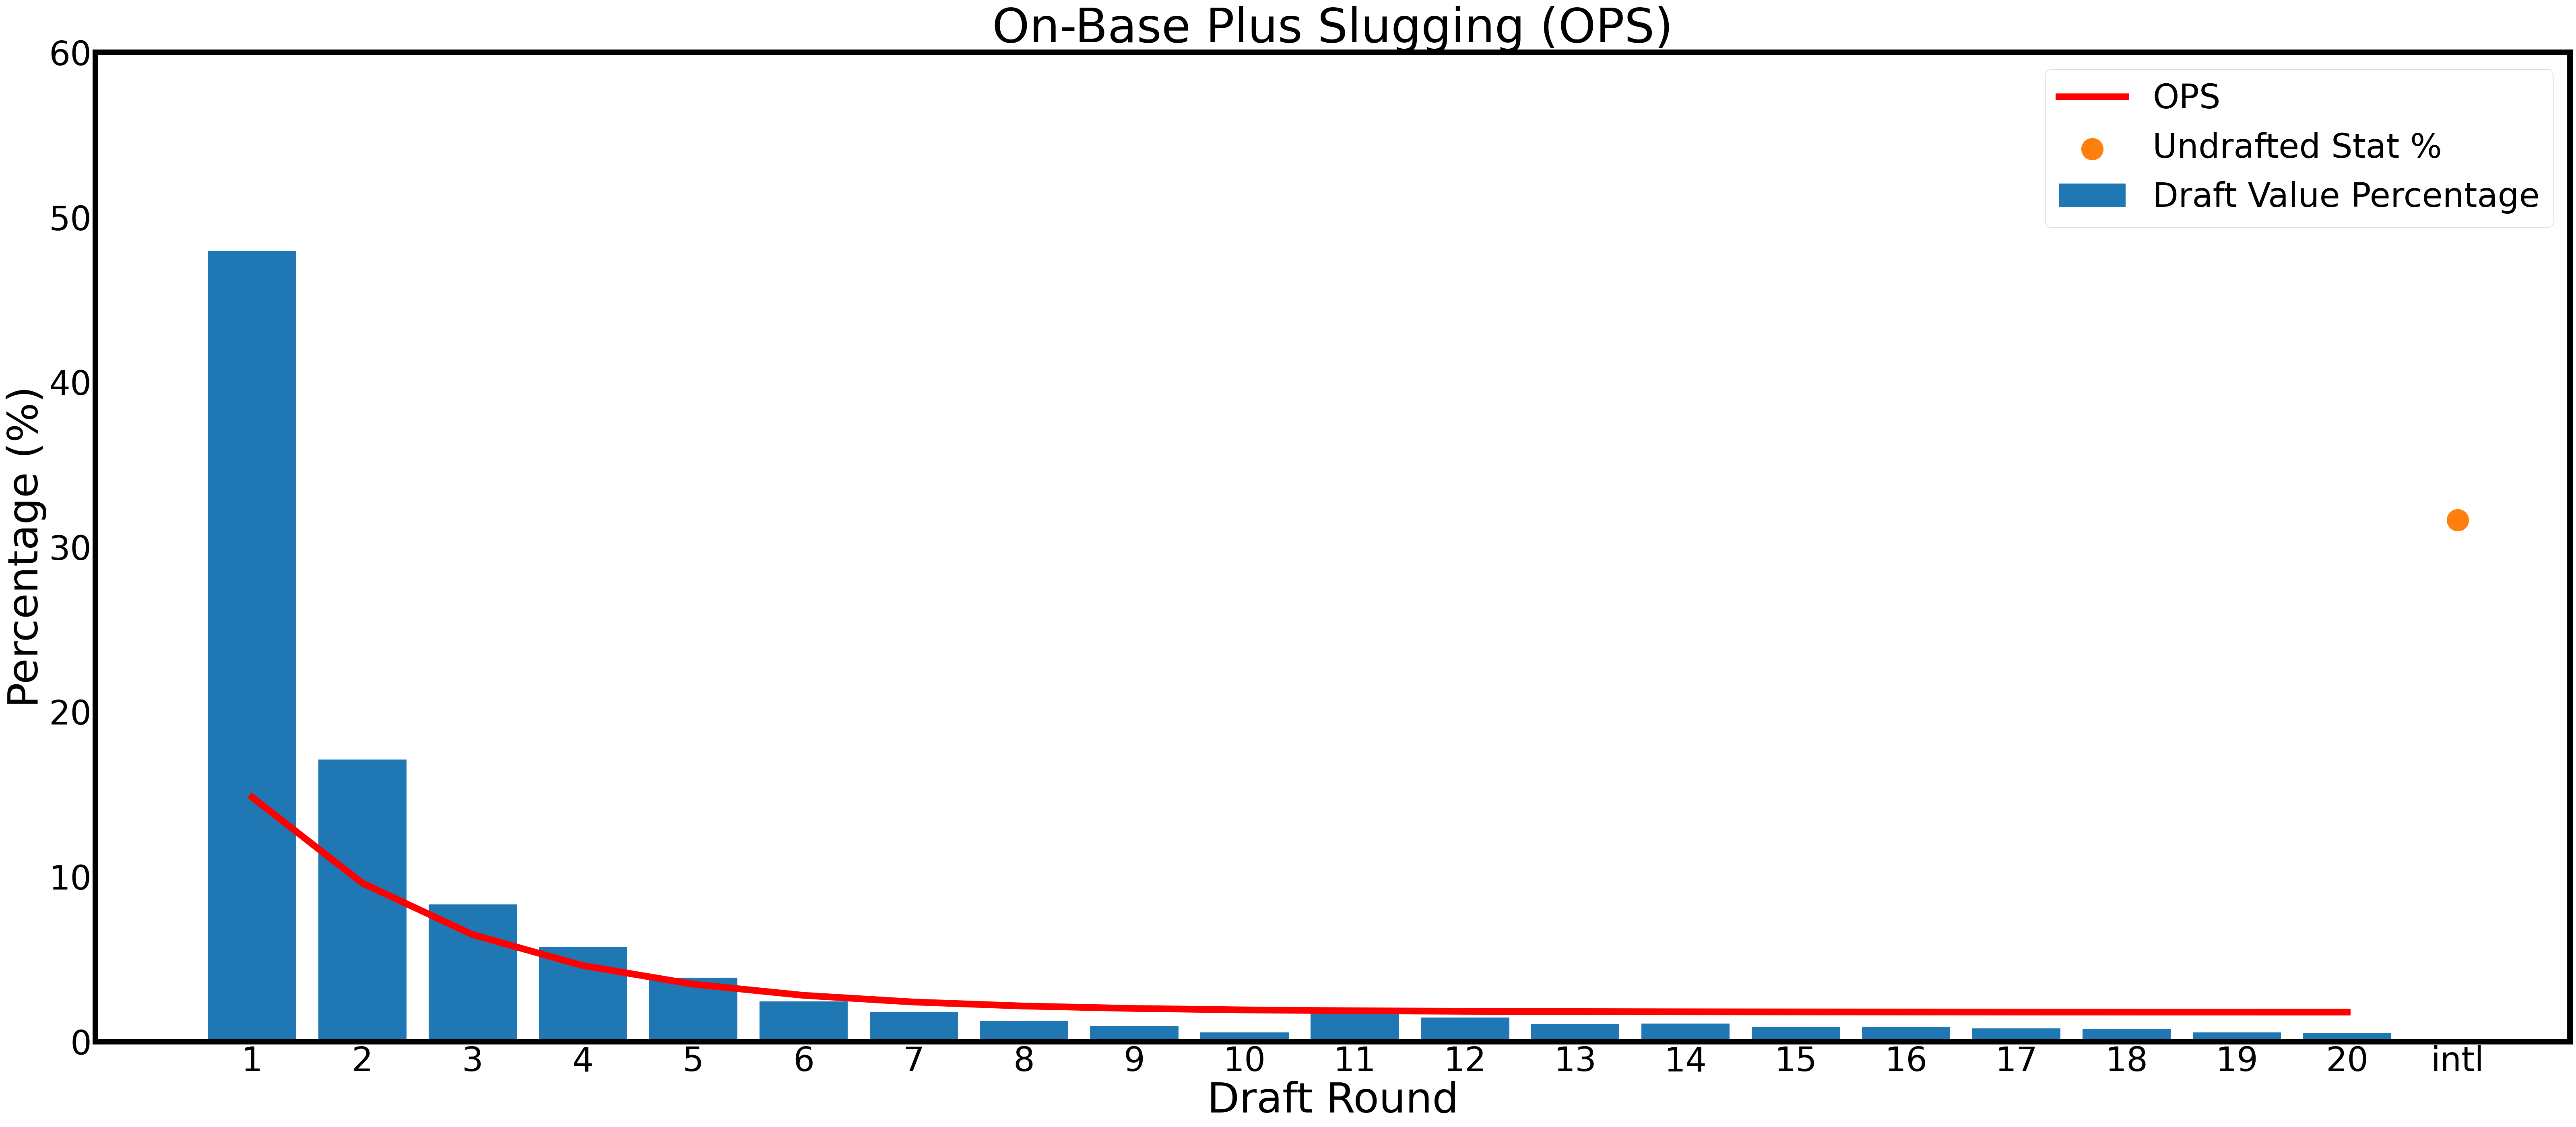 On-Base Plus Slugging (OPS)
60
50
40
30
20
10
0
Percentage (%)
OPS
Undrafted Stat %
Draft Value Percentage
1 2 3 4 5 6 7 8 9 10 11 12 13 14 15 16 17 18 19 20 intl
Draft Round